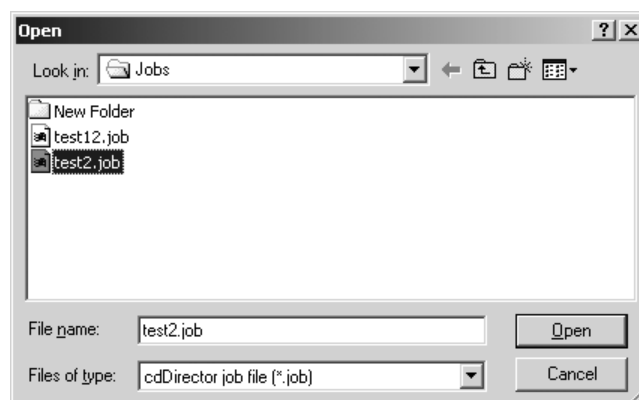 Open
Look in: Jobs
New Folder
test12.job
test2.job
File name: test2.job Open
Files of type: cdDirector job file (*.job) Cancel